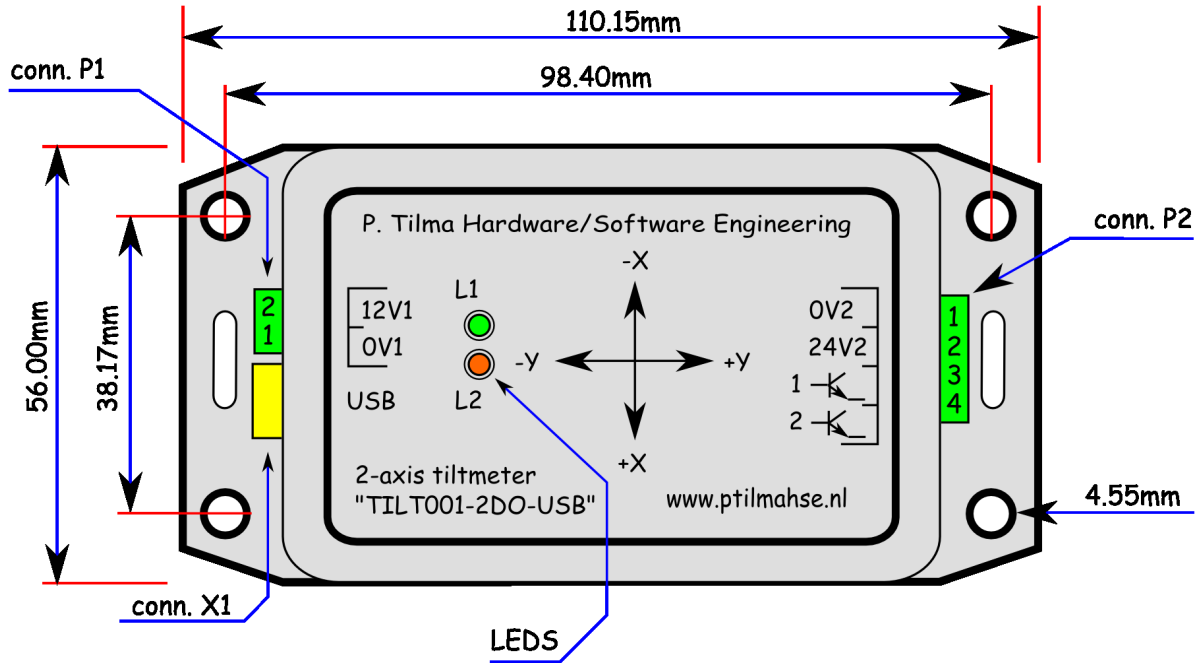 110.15mm
conn. P1
98.40mm
P. Tilma Hardware/Software Engineering
conn. P2
-X
L1
2
1
12V1
0V1
0V2
24V2
1
2
3
4
-Y
+Y
1
2
USB
L2
56.00mm
38.17mm
+X
2-axis tiltmeter
"TILT001-2DO-USB"
www.ptilmahse.nl
4.55mm
conn. X1
LEDS